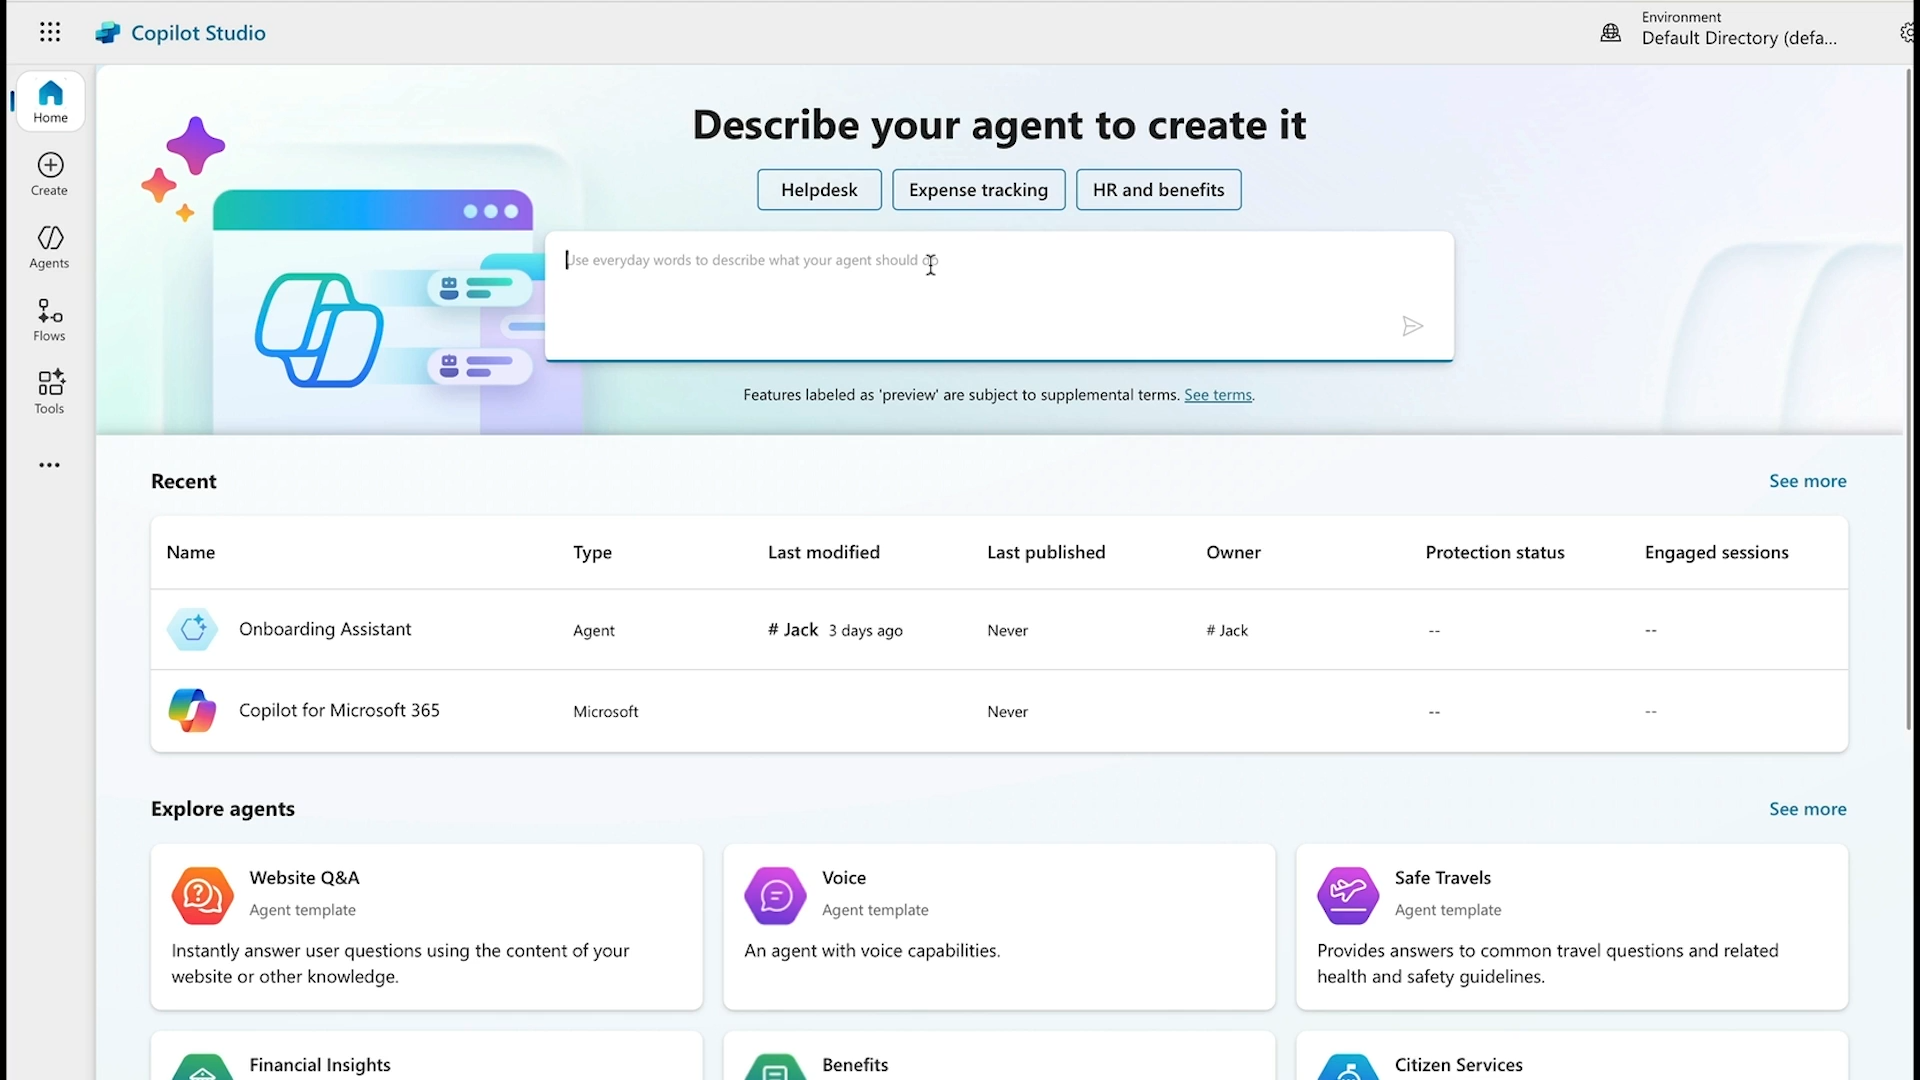 Copilot Studio
Environment
Default Directory (defa...
Home
Create
Agents
Flows
Tools
Describe your agent to create it
Helpdesk
Expense tracking
HR and benefits
Use everyday words to describe what your agent should do
Features labeled as 'preview' are subject to supplemental terms. See terms.
Recent
See more
Name Type Last modified Last published Owner Protection status Engaged sessions
Onboarding Assistant Agent # Jack 3 days ago Never # Jack -- --
Copilot for Microsoft 365 Microsoft Never -- --
Explore agents
See more
Website Q&A
Agent template
Instantly answer user questions using the content of your
website or other knowledge.
Voice
Agent template
An agent with voice capabilities.
Safe Travels
Agent template
Provides answers to common travel questions and related
health and safety guidelines.
Financial Insights
Benefits
Citizen Services